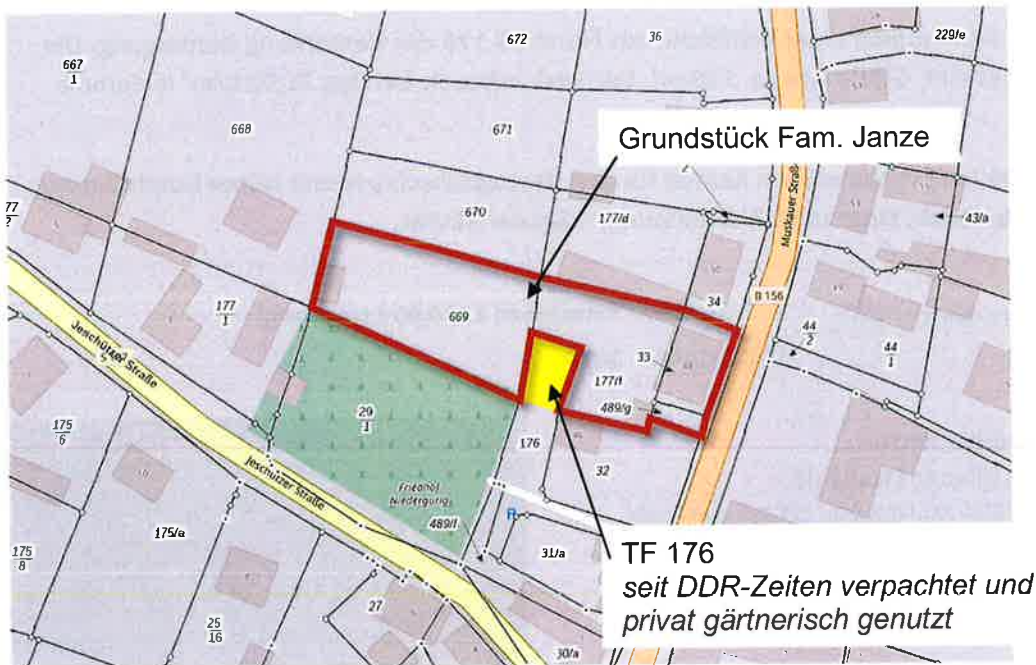 672
36
229/e
667
1
668
671
Grundstück Fam. Janze
77
2
670
177/d
Muskauer Straß
43/a
177
1
34
B 156
669
44
2
44
1
33
177/f
489/g
Jeschützer Straße
29
1
176
32
175
6
Jeschützer Straße
Friedhof
Niedergurig
489/f
175/a
31/a
TF 176
seit DDR-Zeiten verpachtet und
privat gärtnerisch genutzt
175
8
27
25
16
30/a